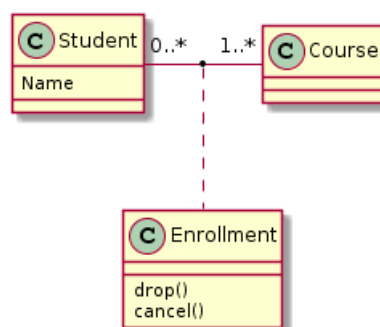 C Student
0..*
1..*
C Course
Name
C Enrollment
drop()
cancel()